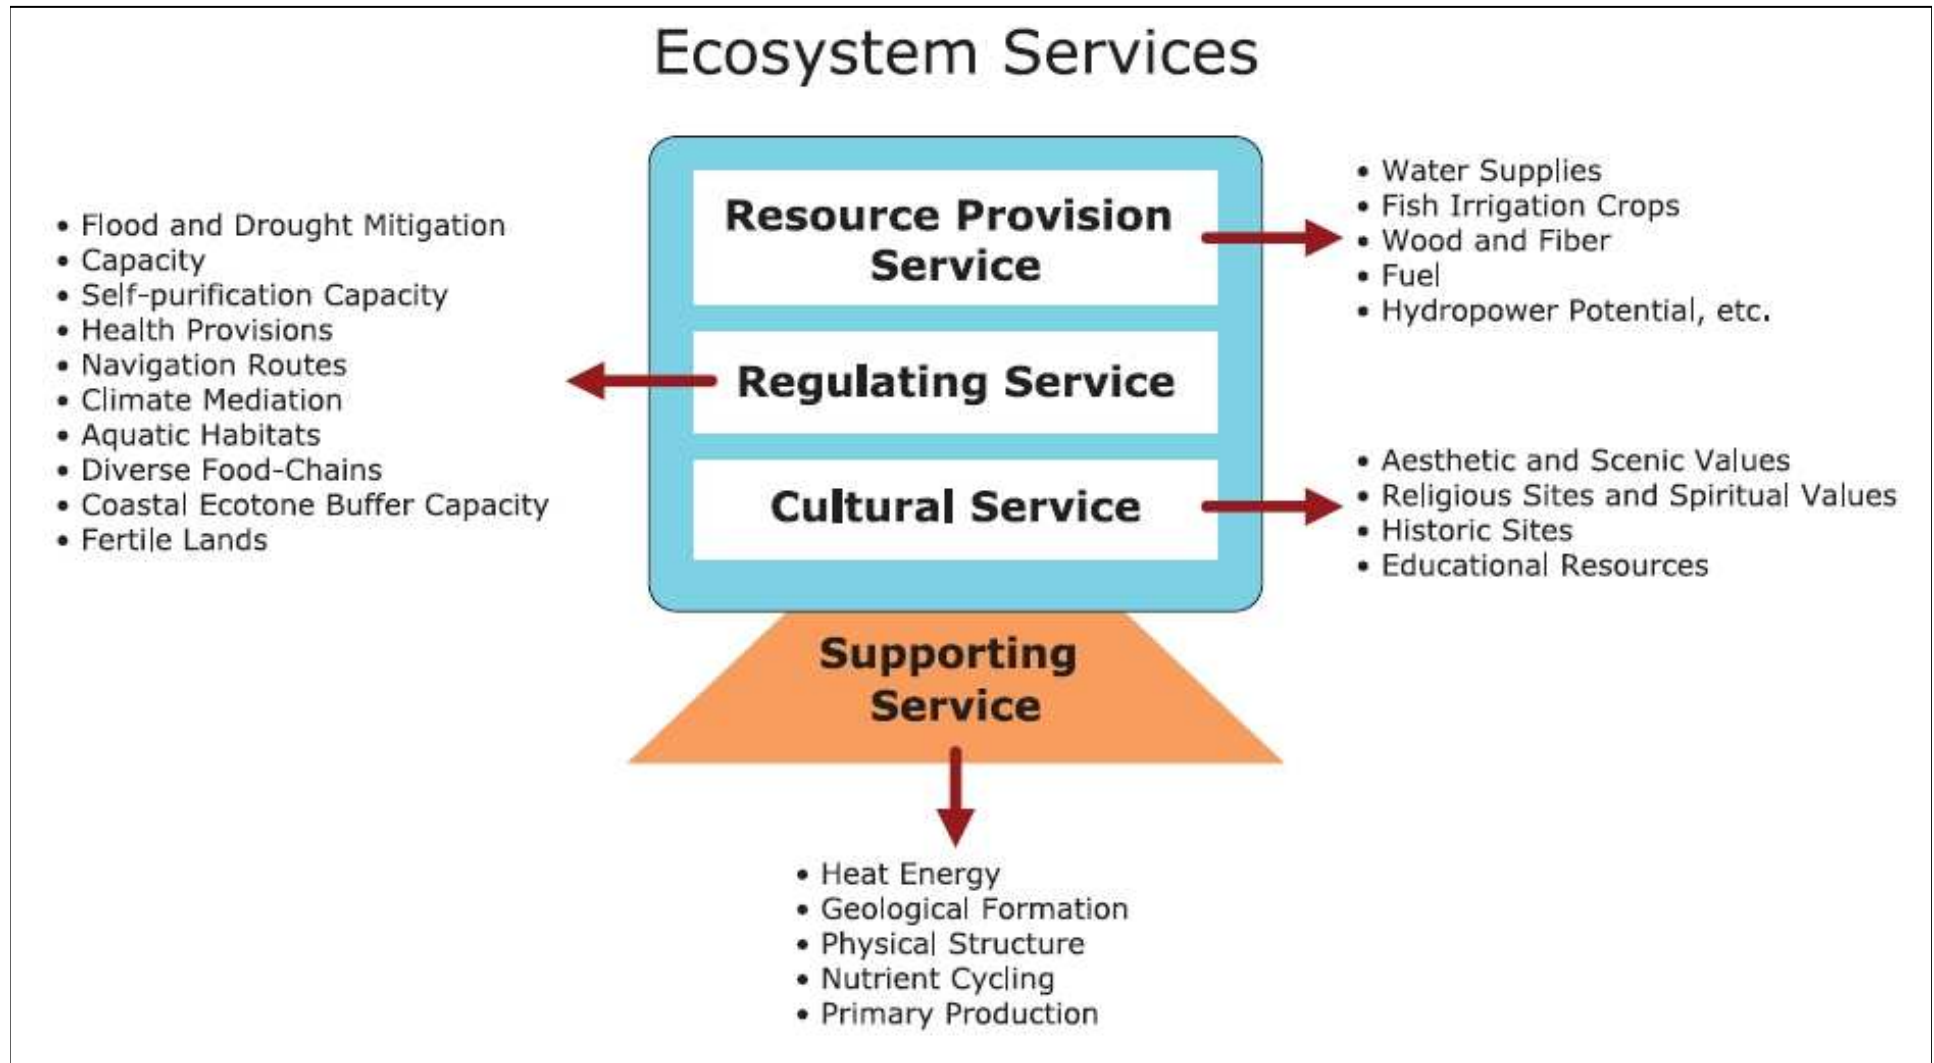 Ecosystem Services
Resource Provision
Service
• Water Supplies
• Fish Irrigation Crops
• Wood and Fiber
• Fuel
• Hydropower Potential, etc.
• Flood and Drought Mitigation
• Capacity
• Self-purification Capacity
• Health Provisions
• Navigation Routes
• Climate Mediation
• Aquatic Habitats
• Diverse Food-Chains
• Coastal Ecotone Buffer Capacity
• Fertile Lands
Regulating Service
Cultural Service
• Aesthetic and Scenic Values
• Religious Sites and Spiritual Values
• Historic Sites
• Educational Resources
Supporting
Service
• Heat Energy
• Geological Formation
• Physical Structure
• Nutrient Cycling
• Primary Production